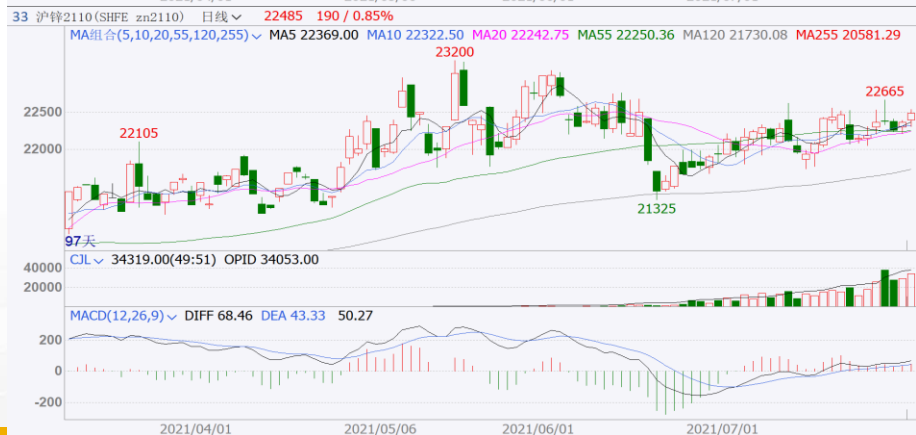 33 沪锌2110(SHFE zn2110) 日线 22485 190 / 0.85%
MA组合(5,10,20,55,120,255) MA5 22369.00 MA10 22322.50 MA20 22242.75 MA55 22250.36 MA120 21730.08 MA255 20581.29
23200
22665
22500
22105
22000
21325
97天
CJL 34319.00(49:51) OPID 34053.00
40000
20000
MACD(12,26,9) DIFF 68.46 DEA 43.33 50.27
200
0
-200
2021/04/01 2021/05/06 2021/06/01 2021/07/01